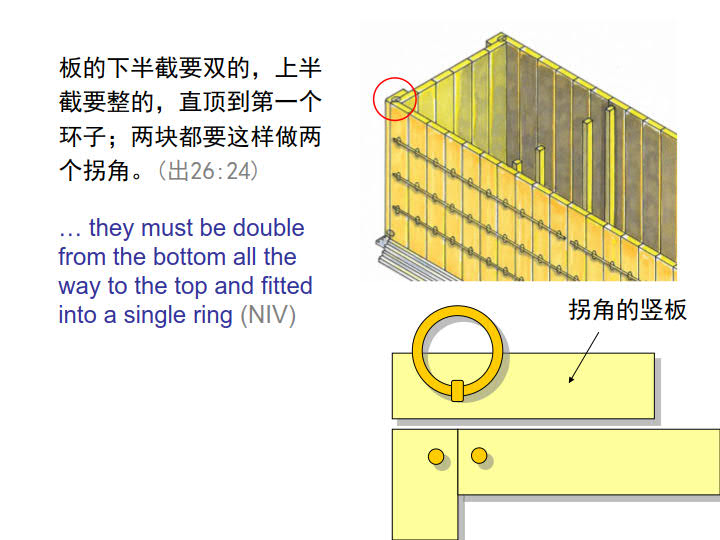 板的下半截要双的，上半
截要整的，直顶到第一个
环子；两块都要这样做两
个拐角。(出26:24)
… they must be double
from the bottom all the
way to the top and fitted
into a single ring (NIV)
拐角的竖板